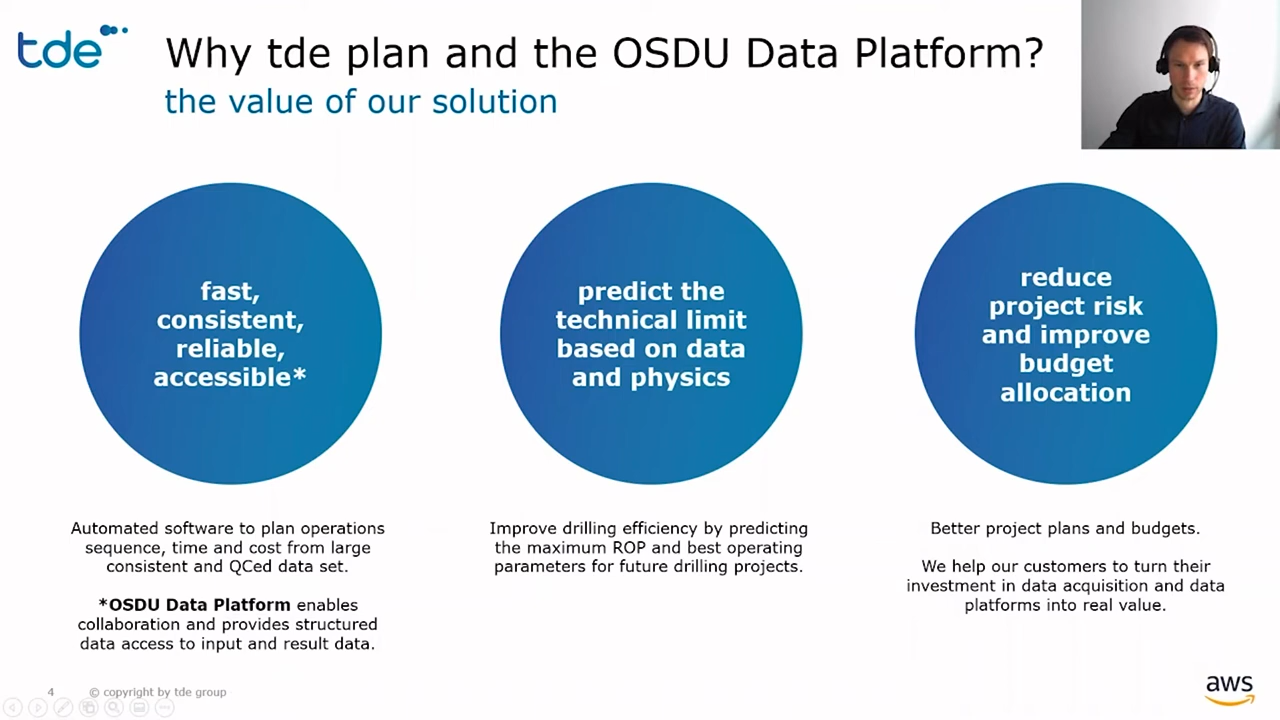 tde
Why tde plan and the OSDU Data Platform?
the value of our solution
fast,
consistent,
reliable,
accessible*
predict the
technical limit
based on data
and physics
reduce
project risk
and improve
budget
allocation
Automated software to plan operations
sequence, time and cost from large
consistent and QCed data set.
*OSDU Data Platform enables
collaboration and provides structured
data access to input and result data.
Improve drilling efficiency by predicting
the maximum ROP and best operating
parameters for future drilling projects.
Better project plans and budgets.
We help our customers to turn their
investment in data acquisition and data
platforms into real value.
4
© copyright by tde group
aws